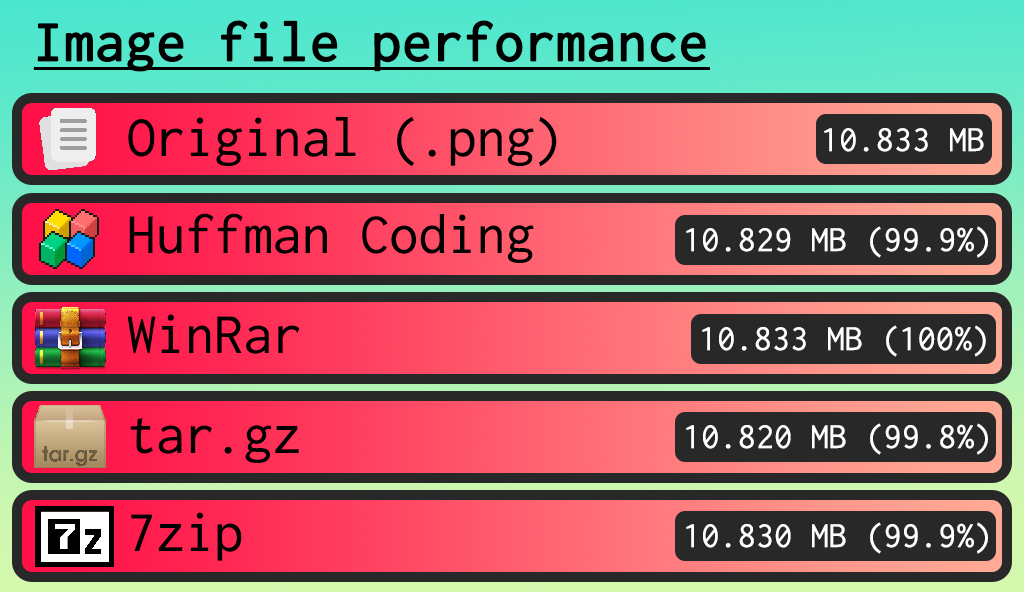 Image file performance
Original (.png)
10.833 MB
Huffman Coding
10.829 MB (99.9%)
WinRar
10.833 MB (100%)
tar.gz
tar.gz
10.820 MB (99.8%)
7z
7zip
10.830 MB (99.9%)